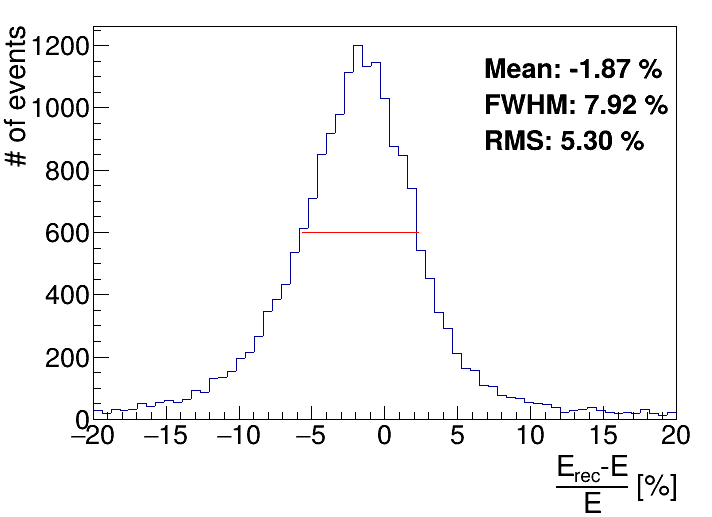 # of events
1200
1000
800
600
400
200
0
−20 −15 −10 −5 0 5 10 15 20
Mean: -1.87 %
FWHM: 7.92 %
RMS: 5.30 %
Erec-E
E
[%]